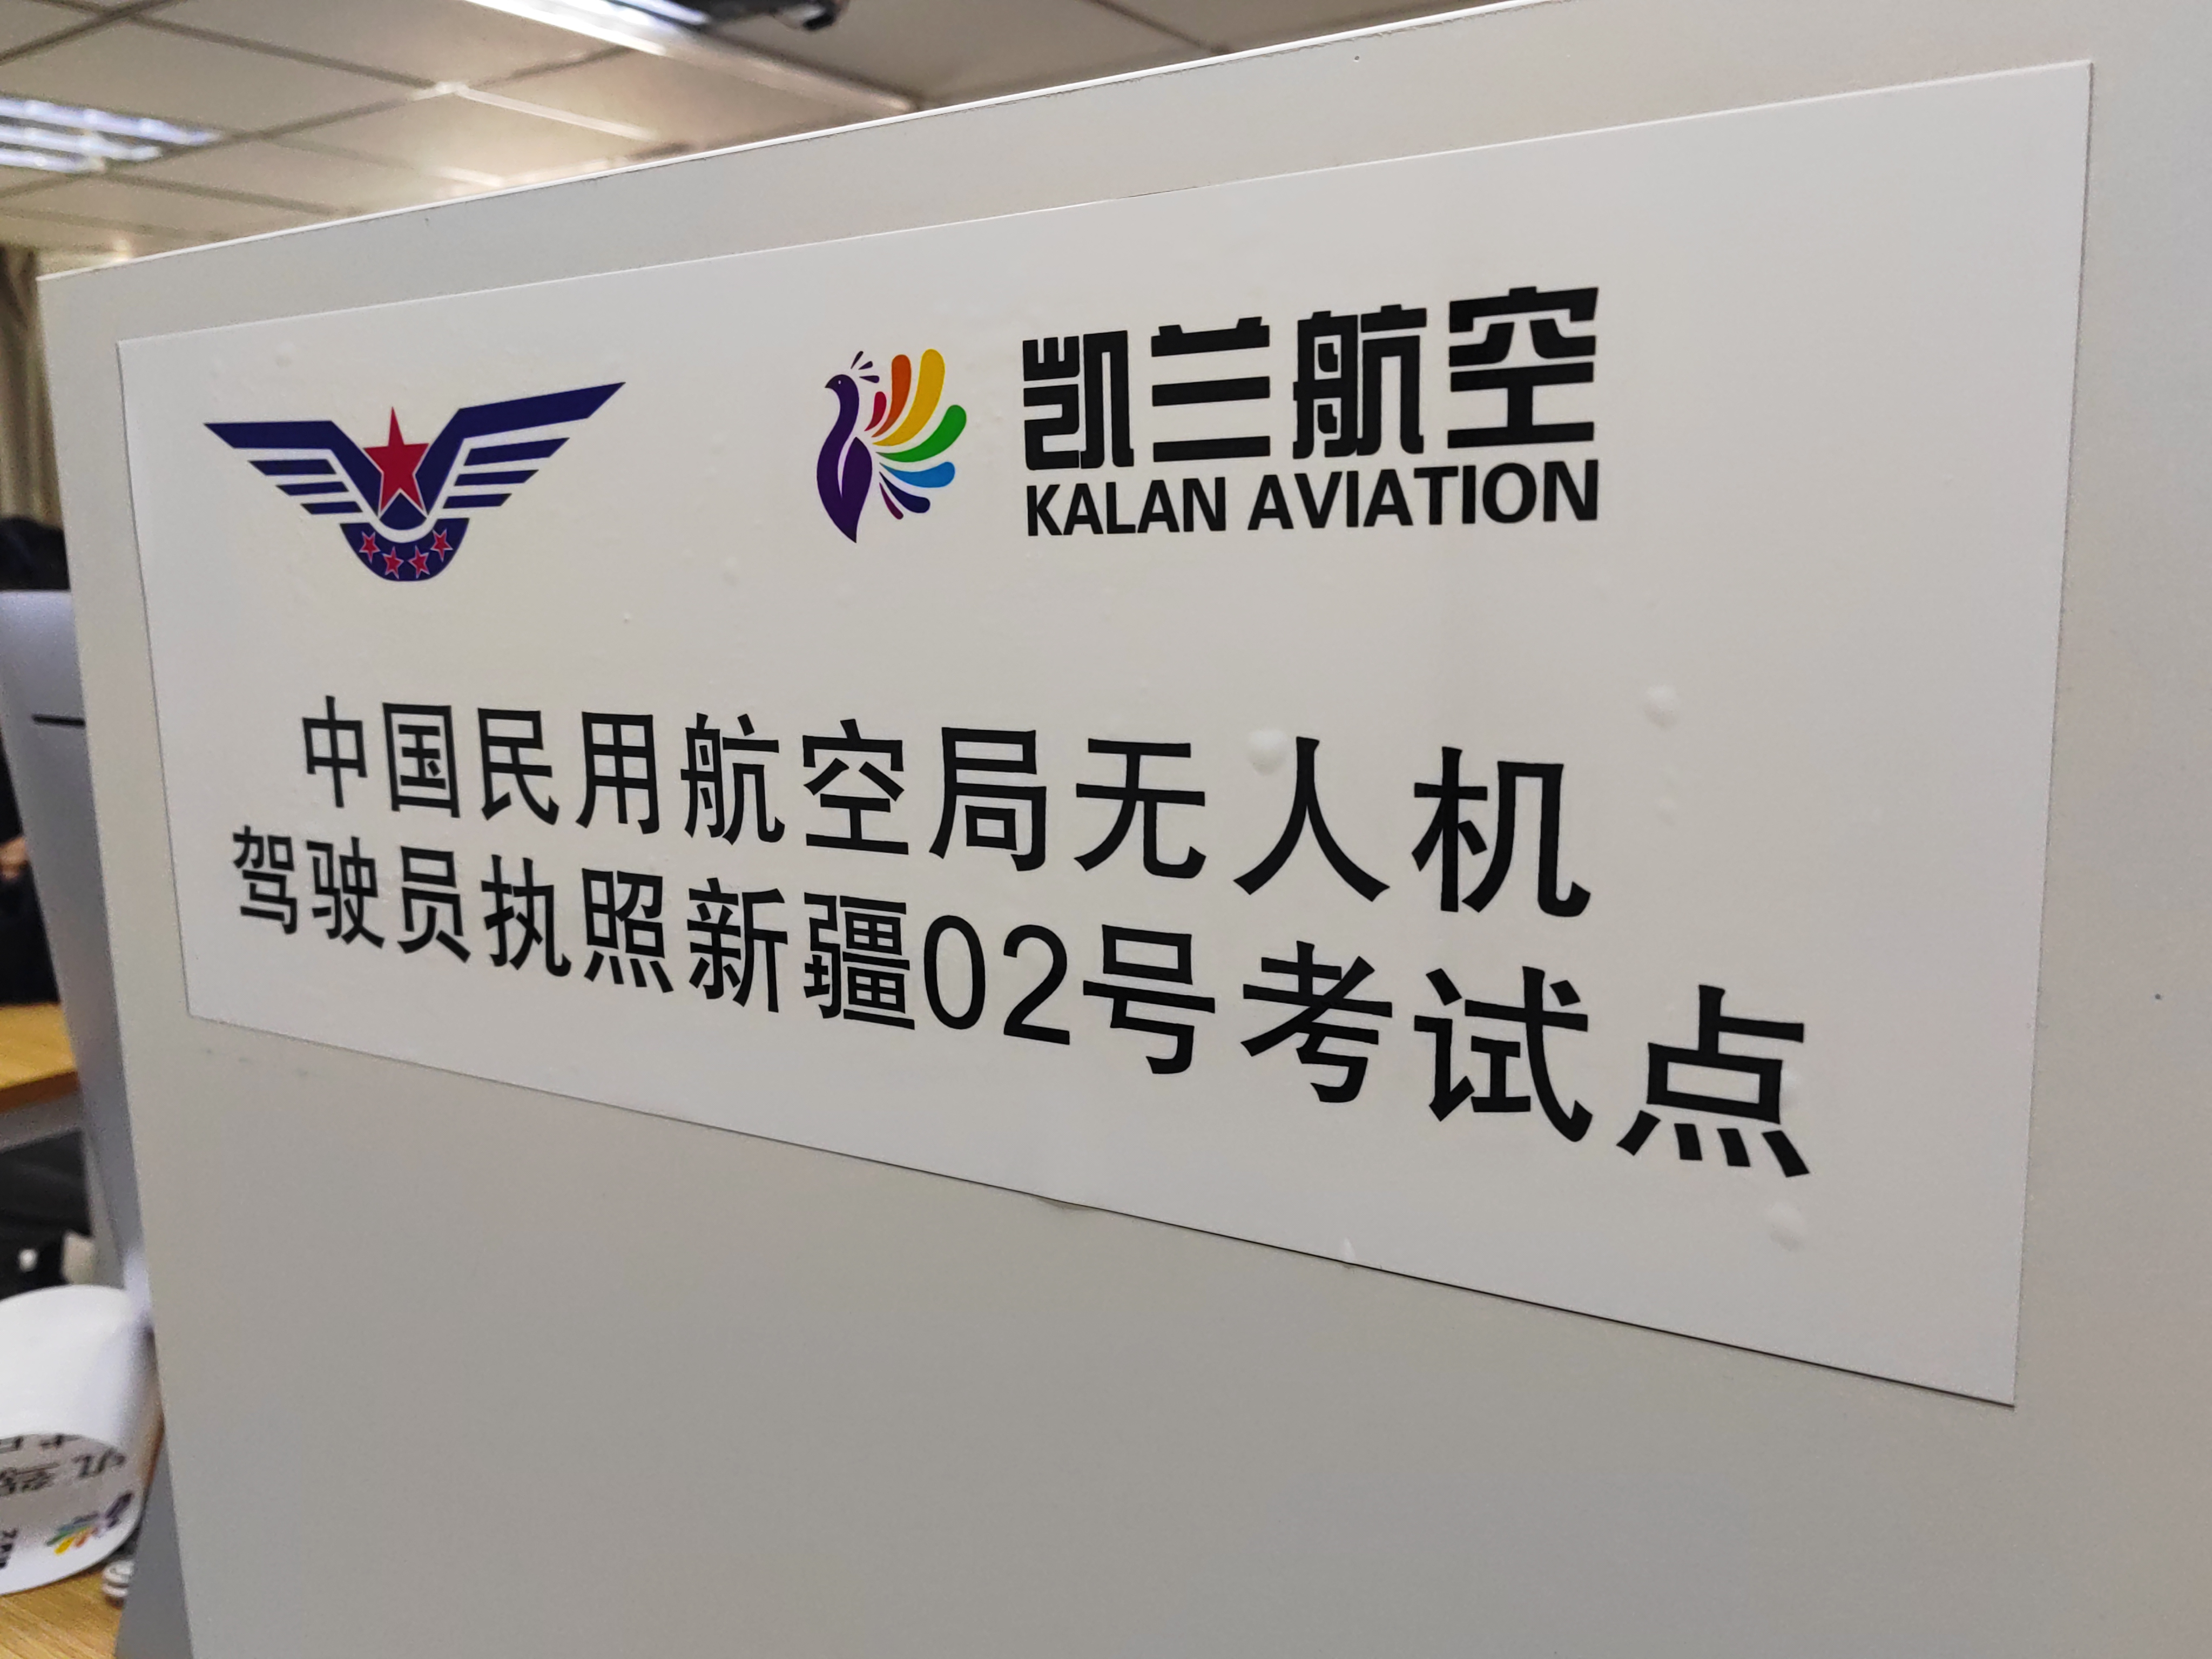 凯兰航空
KALAN AVIATION
中国民用航空局无人机
驾驶员执照新疆02号考试点